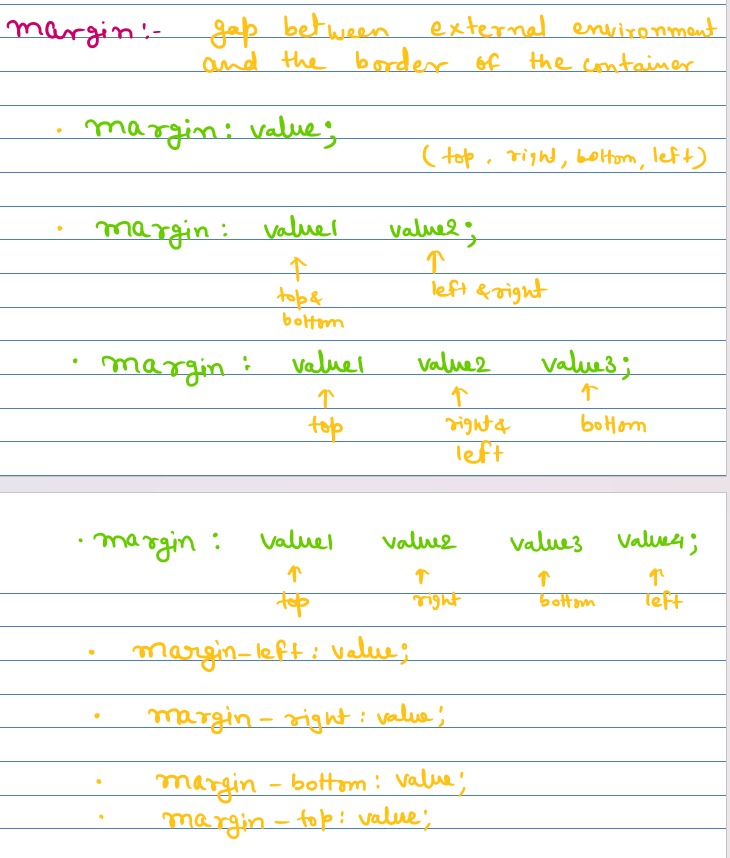 margin:- gap between external environment
and the border of the container
• margin: value;
(top, right, bottom, left)
• margin: value1 value2;
↑ ↑
top & left & right
bottom
• margin: value1 value2 value3;
↑ ↑ ↑
top right & bottom
left
• margin: value1 value2 value3 value4;
↑ ↑ ↑ ↑
top right bottom left
• margin-left: value;
• margin-right: value;
• margin-bottom: value;
• margin-top: value;